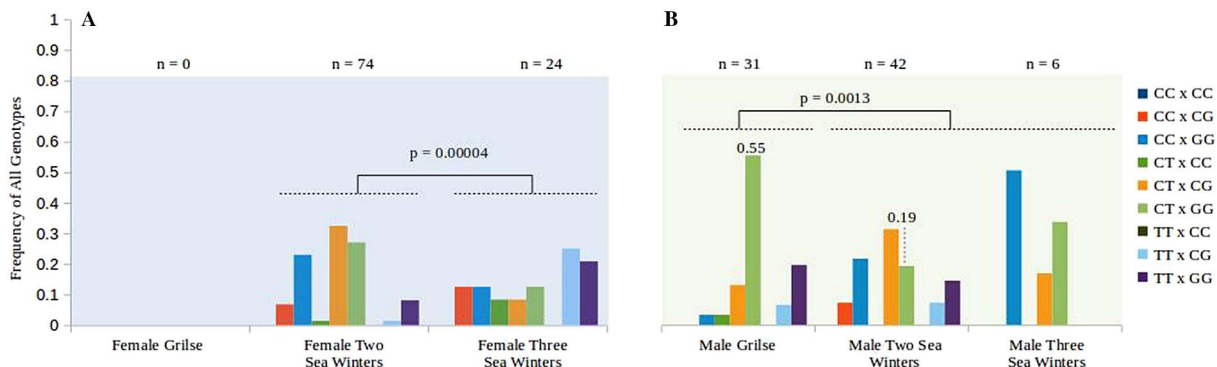 A
B
Frequency of All Genotypes
1
0.9
0.8
0.7
0.6
0.5
0.4
0.3
0.2
0.1
0
n = 0
n = 74
n = 24
p = 0.00004
Female Grilse
Female Two
Sea Winters
Female Three
Sea Winters
n = 31
n = 42
n = 6
p = 0.0013
0.55
0.19
Male Grilse
Male Two Sea
Winters
Male Three
Sea Winters
CC x CC
CC x CG
CC x GG
CT x CC
CT x CG
CT x GG
TT x CC
TT x CG
TT x GG